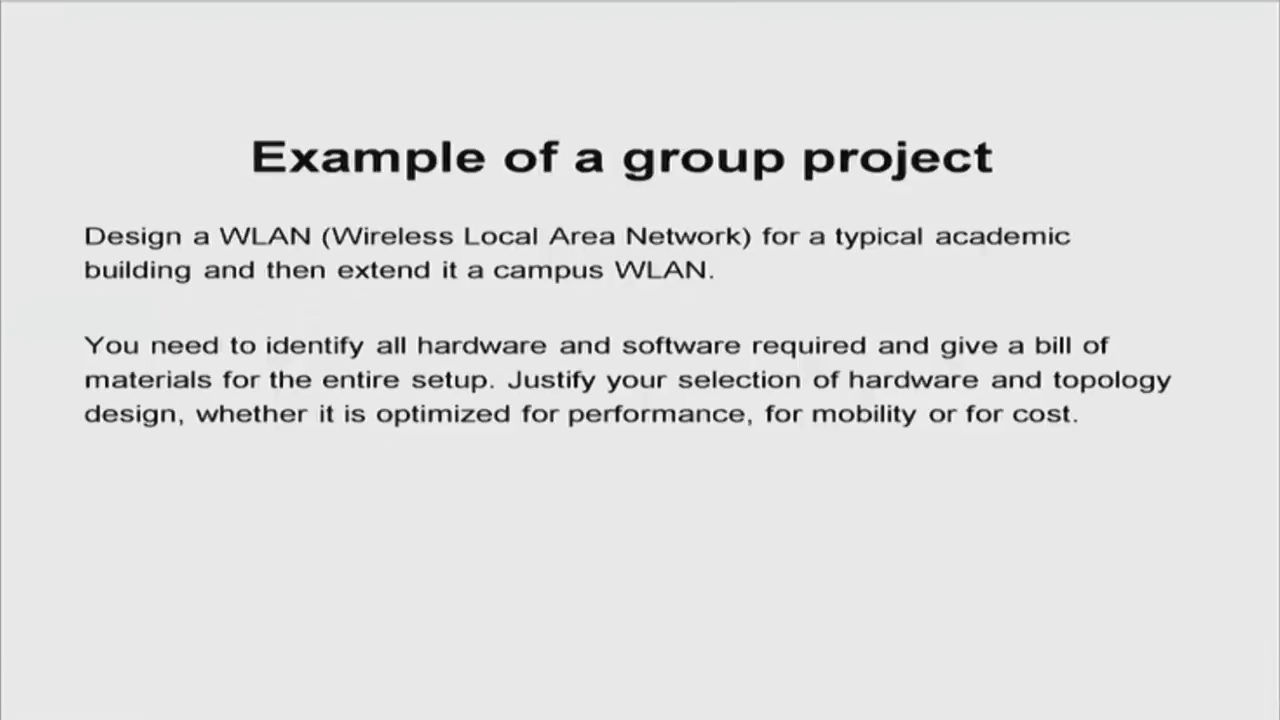 Example of a group project
Design a WLAN (Wireless Local Area Network) for a typical academic
building and then extend it a campus WLAN.
You need to identify all hardware and software required and give a bill of
materials for the entire setup. Justify your selection of hardware and topology
design, whether it is optimized for performance, for mobility or for cost.